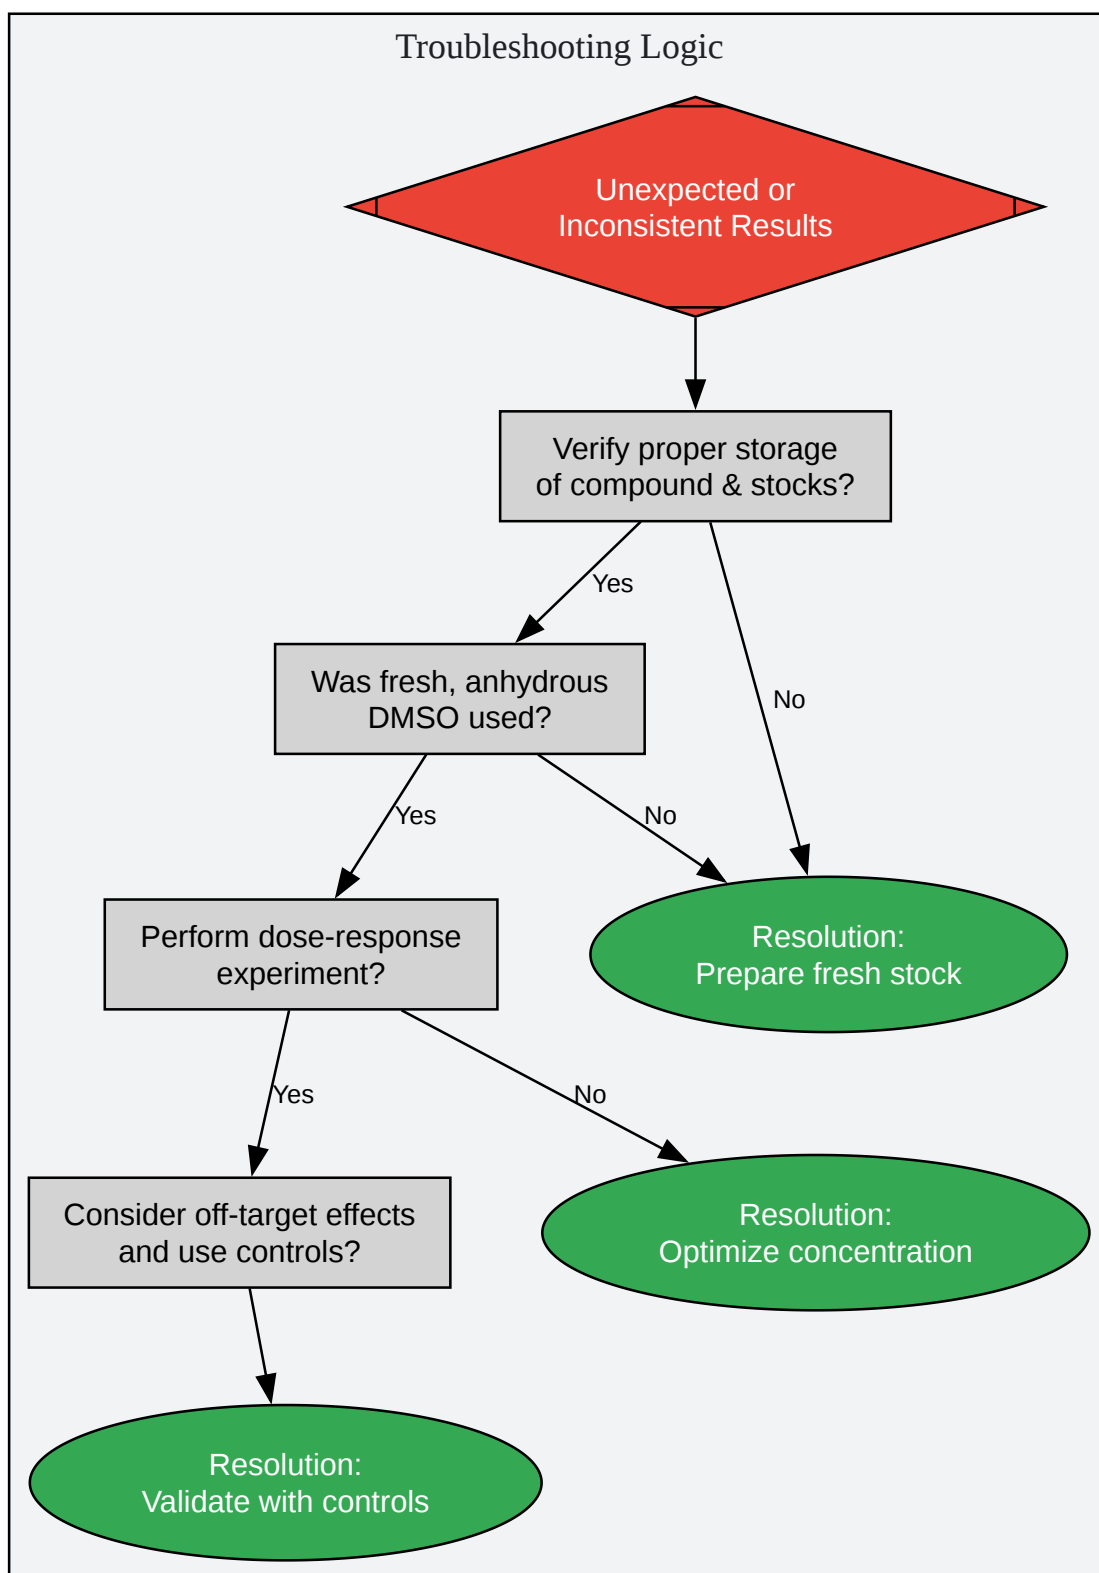 Troubleshooting Logic
Unexpected or
Inconsistent Results
Verify proper storage
of compound & stocks?
Yes
No
Was fresh, anhydrous
DMSO used?
Yes
No
Perform dose-response
experiment?
Resolution:
Prepare fresh stock
Yes
No
Consider off-target effects
and use controls?
Resolution:
Optimize concentration
Resolution:
Validate with controls